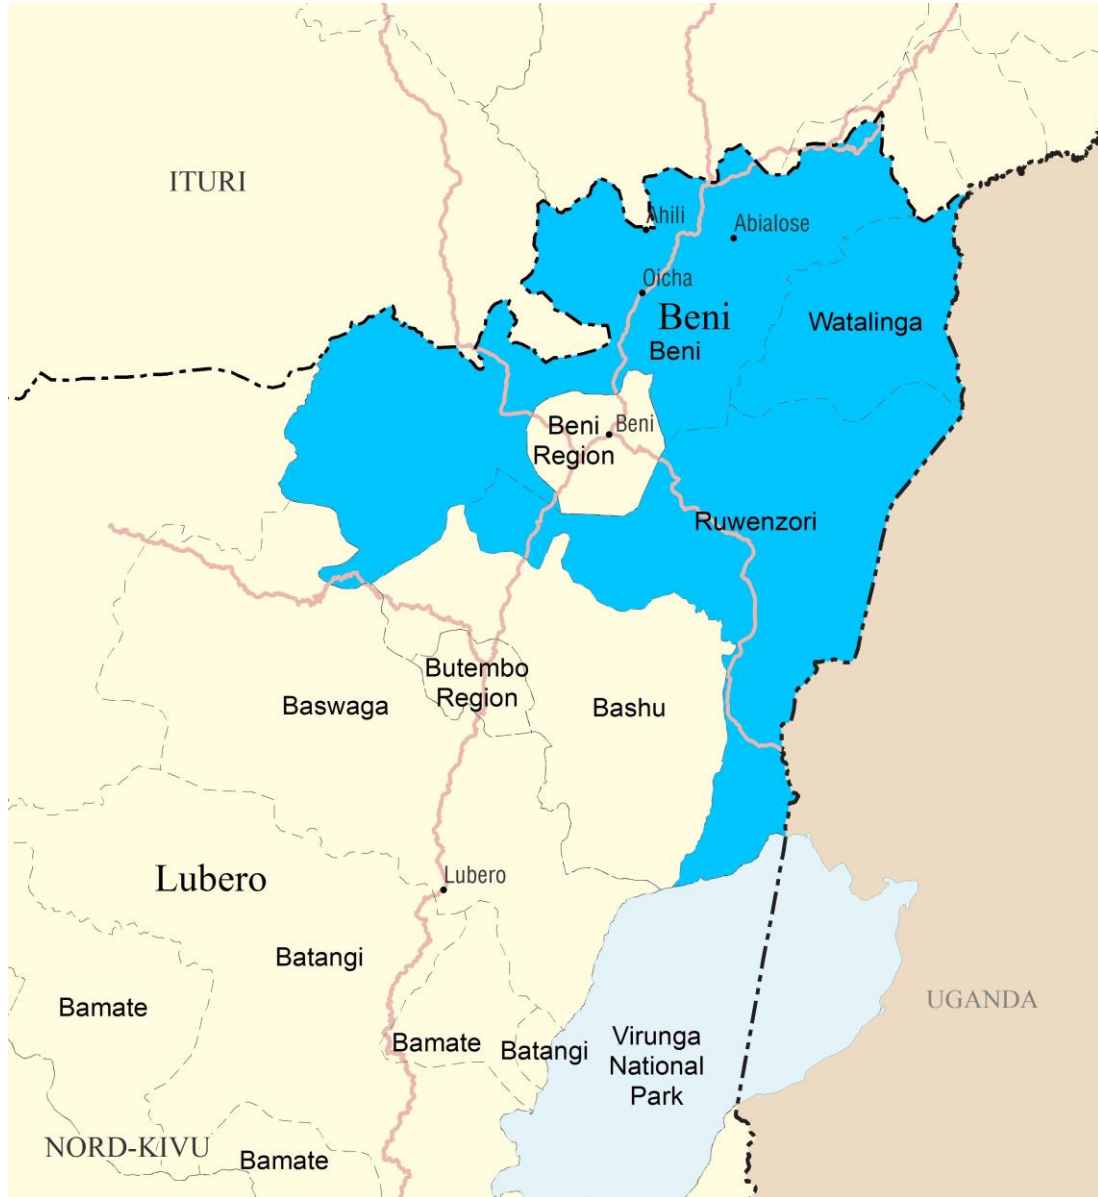 ITURI
Ahili
Abialose
Oicha
Beni
Watalinga
Beni
Beni
Region
Beni
Ruwenzori
Butembo
Region
Baswaga
Bashu
Lubero
Lubero
Batangi
Bamate
UGANDA
Bamate
Batangi
Virunga
National
Park
NORD-KIVU
Bamate